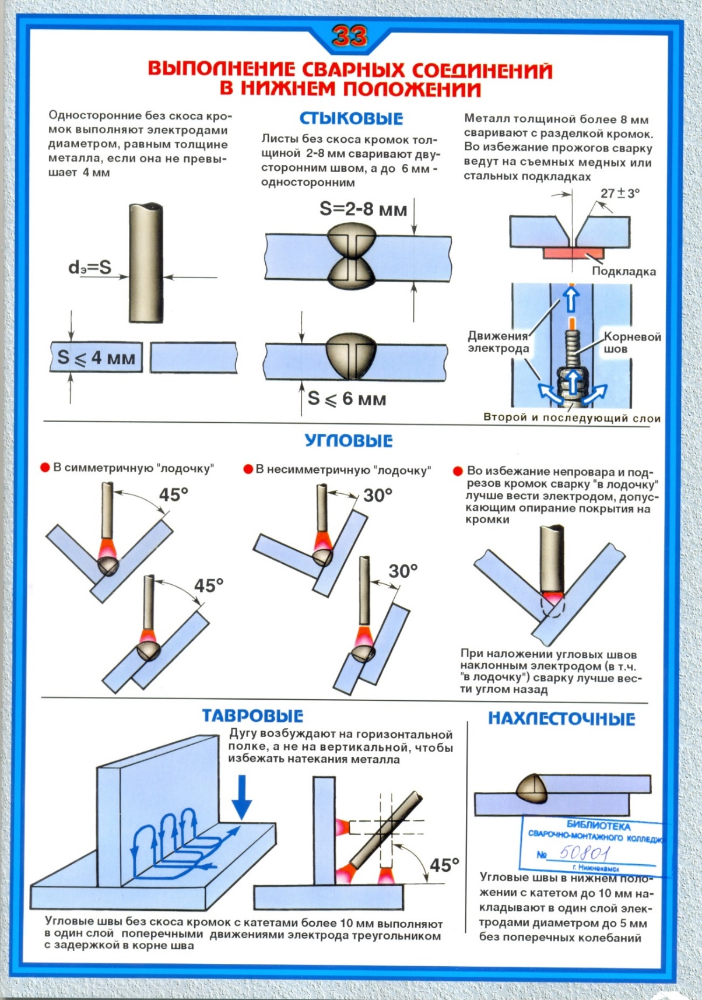 33
ВЫПОЛНЕНИЕ СВАРНЫХ СОЕДИНЕНИЙ
В НИЖНЕМ ПОЛОЖЕНИИ
Односторонние без скоса кро-
мок выполняют электродами
диаметром, равным толщине
металла, если она не превы-
шает 4 мм
dэ=S
S ⩽ 4 мм
СТЫКОВЫЕ
Листы без скоса кромок тол-
щиной 2-8 мм сваривают дву-
сторонним швом, а до 6 мм -
односторонним
S=2-8 мм
S ⩽ 6 мм
Металл толщиной более 8 мм
сваривают с разделкой кромок.
Во избежание прожогов сварку
ведут на съемных медных или
стальных подкладках
27±3°
Подкладка
Движения
электрода
Корневой
шов
Второй и последующий слои
УГЛОВЫЕ
В симметричную "лодочку"
45°
45°
В несимметричную "лодочку"
30°
30°
Во избежание непровара и под-
резов кромок сварку "в лодочку"
лучше вести электродом, допус-
кающим опирание покрытия на
кромки
При наложении угловых швов
наклонным электродом (в т.ч.
"в лодочку") сварку лучше вес-
ти углом назад
ТАВРОВЫЕ
Дугу возбуждают на горизонтальной
полке, а не на вертикальной, чтобы
избежать натекания металла
45°
Угловые швы без скоса кромок с катетами более 10 мм выполняют
в один слой поперечными движениями электрода треугольником
с задержкой в корне шва
НАХЛЕСТОЧНЫЕ
БИБЛИОТЕКА
СВАРОЧНО-МОНТАЖНОГО КОЛЛЕДЖ
№ 50801
г. Нижнекамск
Угловые швы в нижнем поло-
жении с катетом до 10 мм на-
кладывают в один слой элек-
тродами диаметром до 5 мм
без поперечных колебаний